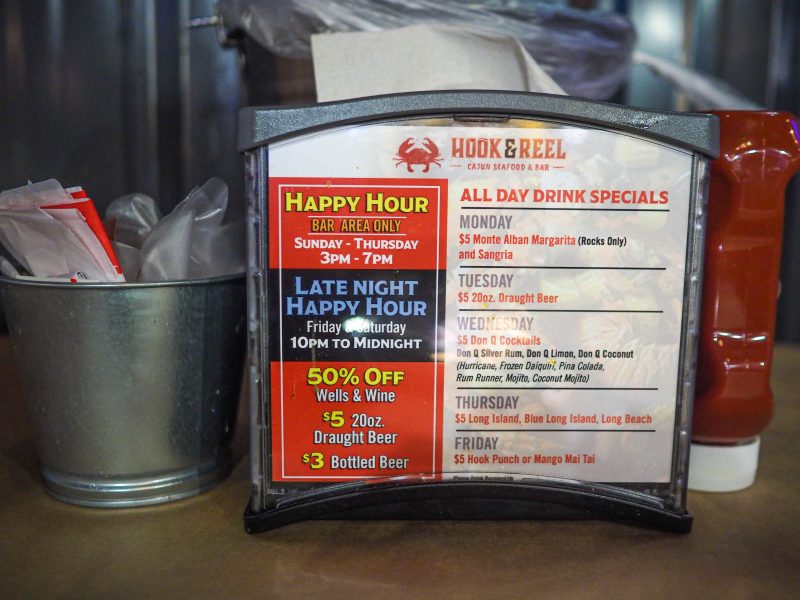 HOOK & REEL
CAJUN SEAFOOD & BAR
HAPPY HOUR
BAR AREA ONLY
SUNDAY - THURSDAY
3PM - 7PM
LATE NIGHT
HAPPY HOUR
Friday & Saturday
10PM TO MIDNIGHT
50% OFF
Wells & Wine
$5 20oz.
Draught Beer
$3 Bottled Beer
ALL DAY DRINK SPECIALS
MONDAY
$5 Monte Alban Margarita (Rocks Only)
and Sangria
TUESDAY
$5 20oz. Draught Beer
WEDNESDAY
$5 Don Q Cocktails
Don Q Silver Rum, Don Q Limon, Don Q Coconut
(Hurricane, Frozen Daiquri, Pina Colada,
Rum Runner, Mojito, Coconut Mojito)
THURSDAY
$5 Long Island, Blue Long Island, Long Beach
FRIDAY
$5 Hook Punch or Mango Mai Tai
Please Drink Responsibly